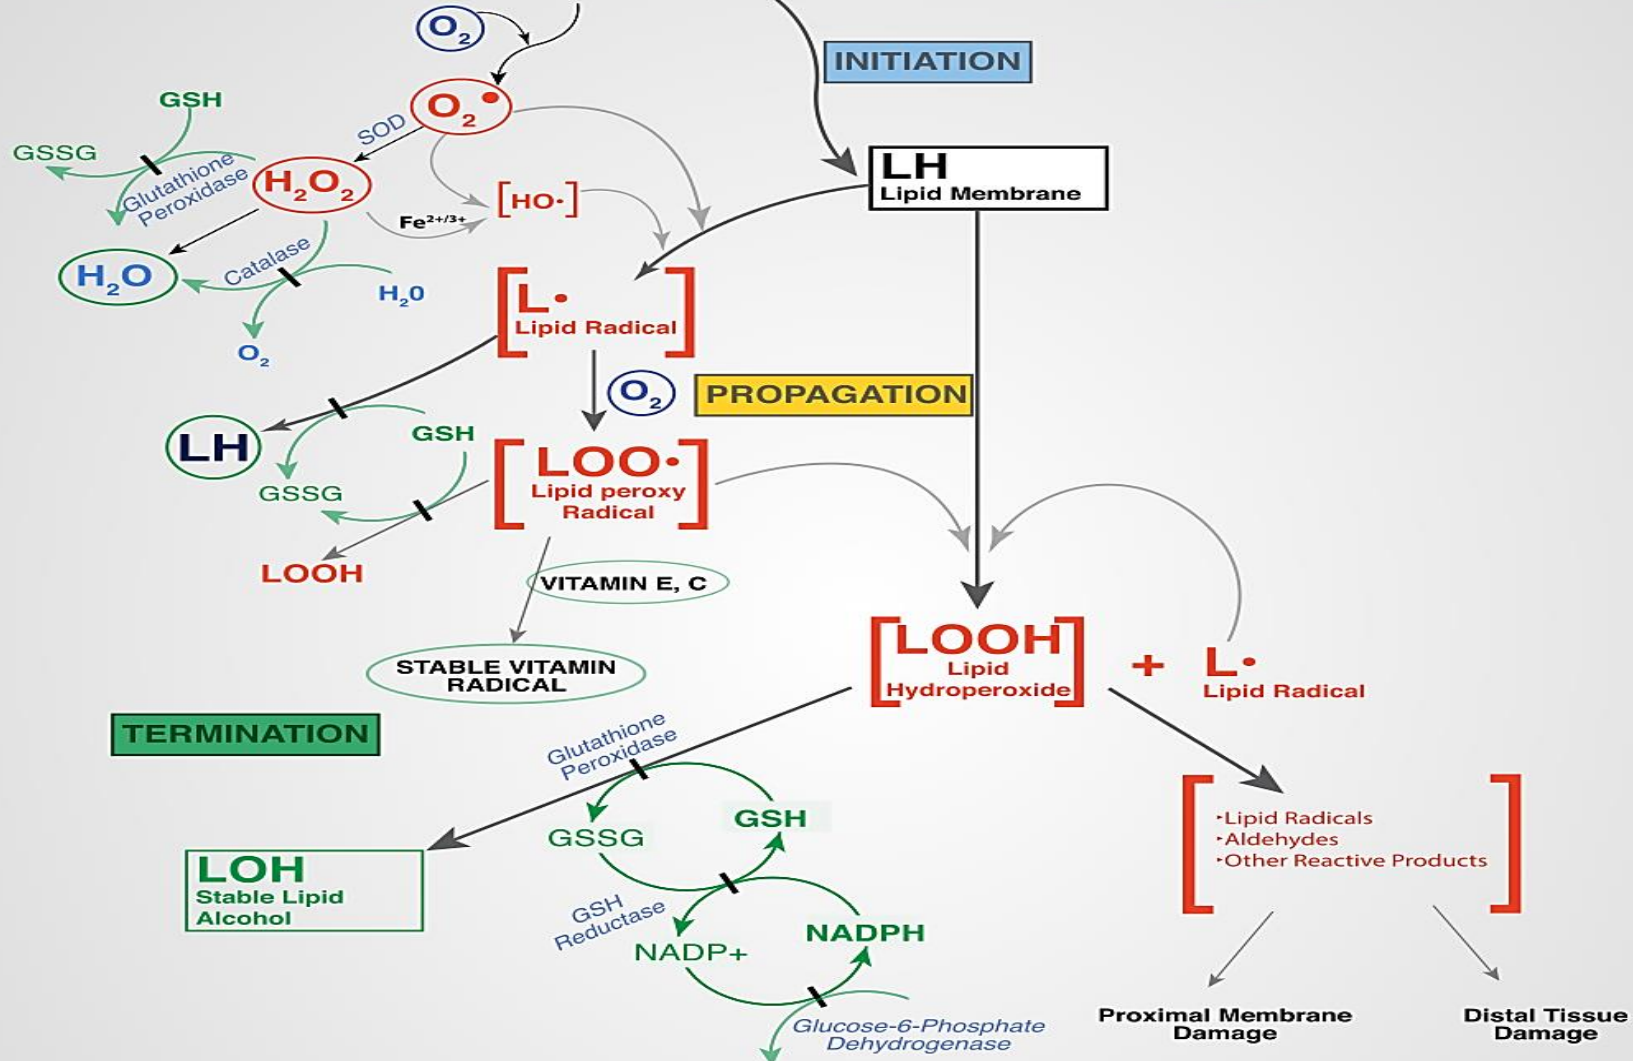 O₂
INITIATION
O₂•
GSH
SOD
GSSG
Glutathione
Peroxidase
H₂O₂
[HO•]
Fe²⁺/³⁺
LH
Lipid Membrane
H₂O
Catalase
H₂0
O₂
L•
Lipid Radical
O₂
PROPAGATION
LH
GSH
GSSG
LOO•
Lipid peroxy
Radical
LOOH
VITAMIN E, C
STABLE VITAMIN
RADICAL
LOOH
Lipid
Hydroperoxide
+
L•
Lipid Radical
TERMINATION
Glutathione
Peroxidase
GSSG
GSH
LOH
Stable Lipid
Alcohol
GSH
Reductase
NADP+
NADPH
Glucose-6-Phosphate
Dehydrogenase
‣Lipid Radicals
‣Aldehydes
‣Other Reactive Products
Proximal Membrane
Damage
Distal Tissue
Damage